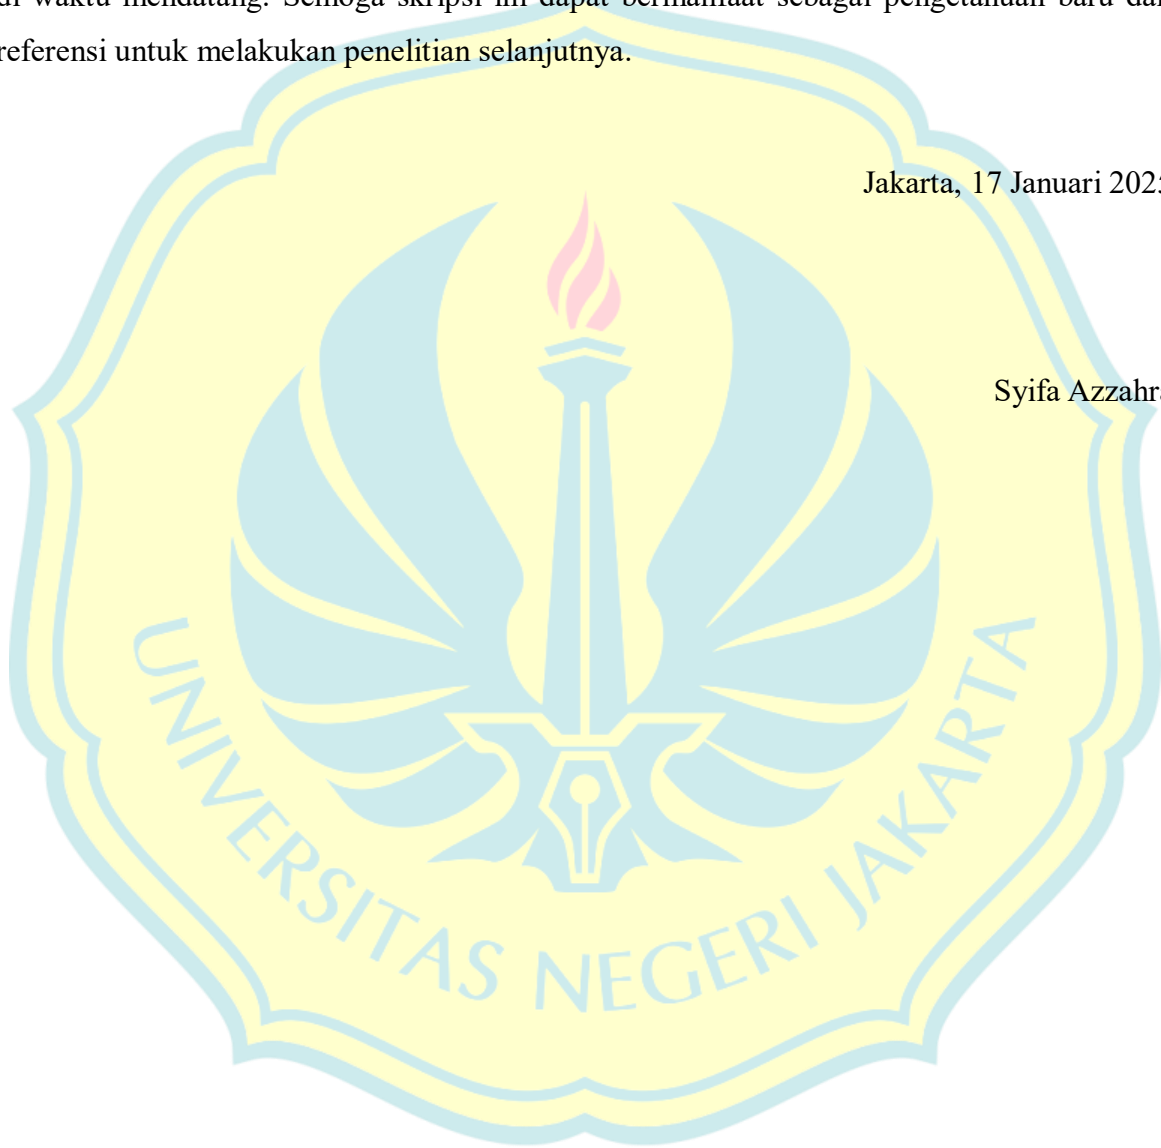 di waktu mendatang. Semoga skripsi ini dapat bermanfaat sebagai pengetahuan baru dan
referensi untuk melakukan penelitian selanjutnya.
Jakarta, 17 Januari
Syifa Azzahra
UNIVERSITAS NEGERI JAKARTA